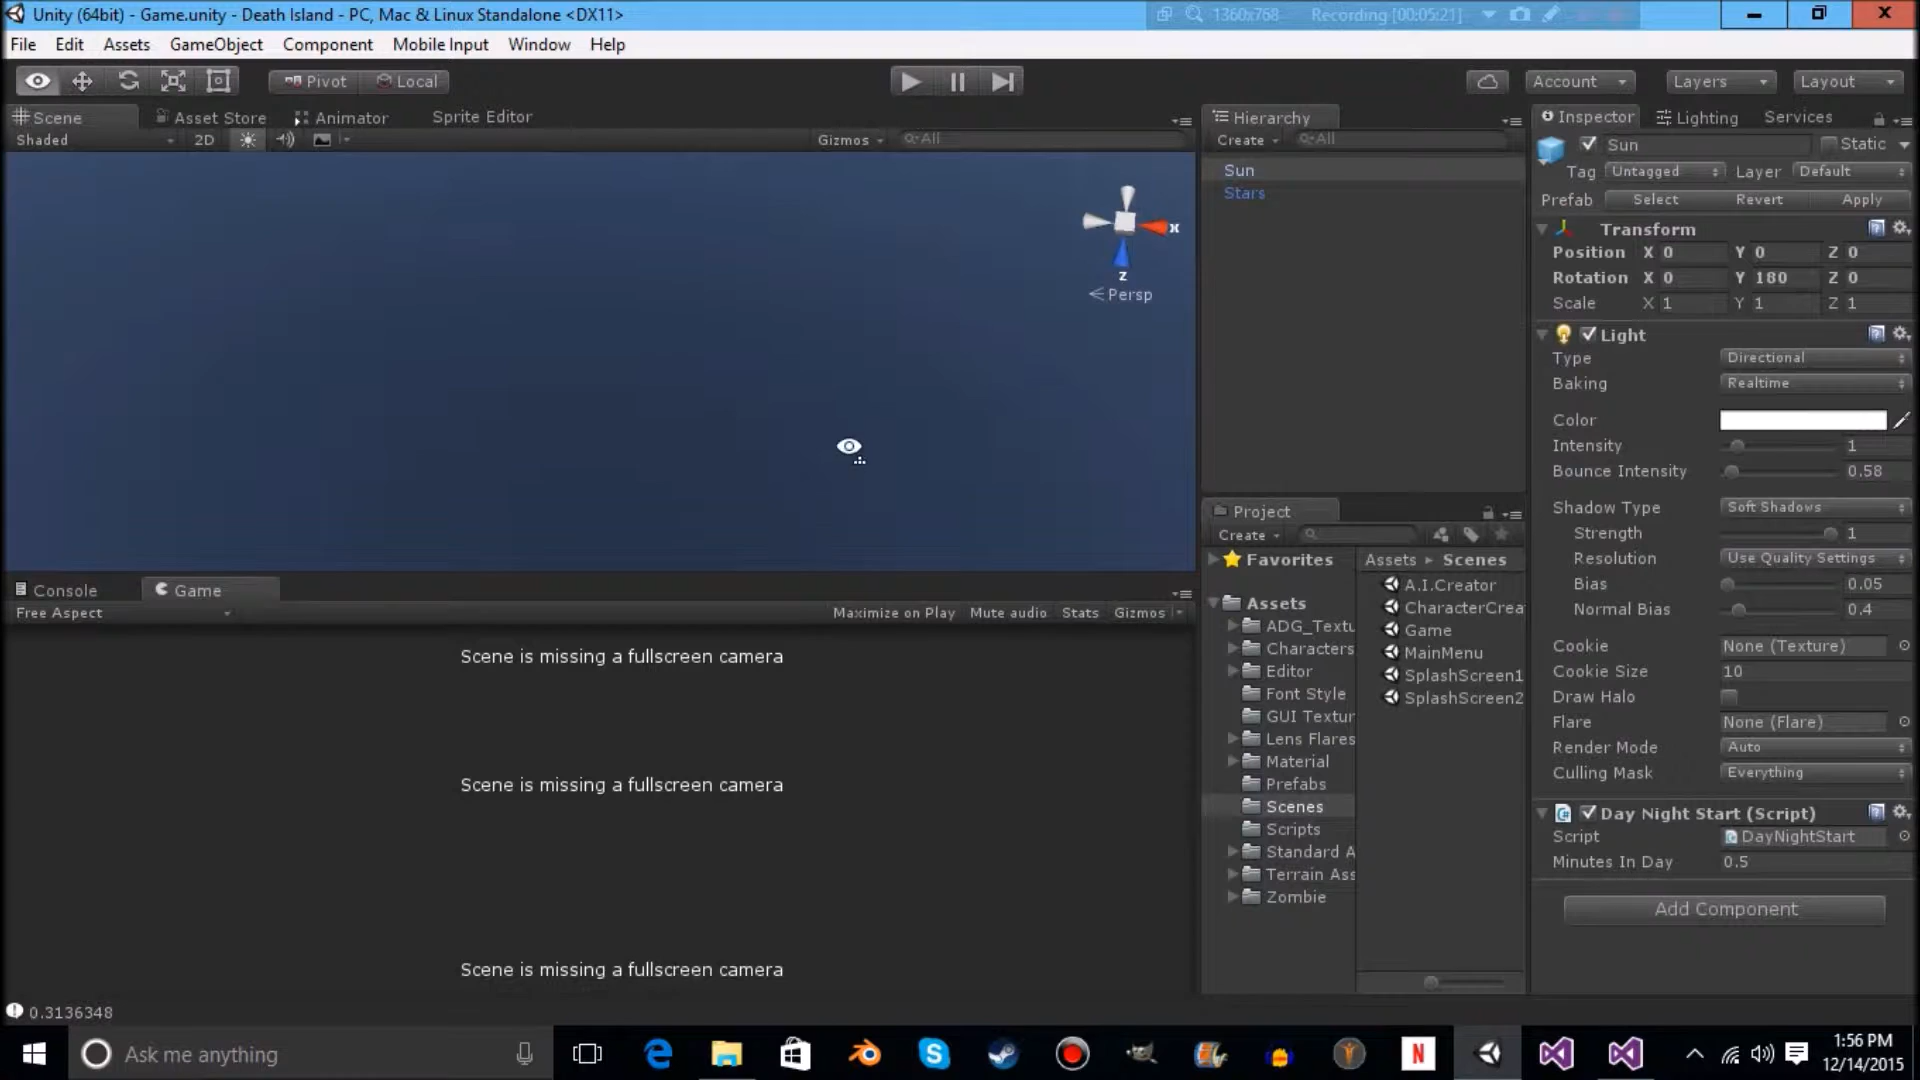 Unity (64bit) - Game.unity - Death Island - PC, Mac & Linux Standalone <DX11>
1360x768 Recording [00:05:21]
File Edit Assets GameObject Component Mobile Input Window Help
Pivot Local Account Layers Layout
Scene Asset Store Animator Sprite Editor
Shaded 2D Gizmos All
x
z
Persp
Hierarchy
Create All
Sun
Stars
Project
Create
Favorites
Assets
ADG_Textu
Characters
Editor
Font Style
GUI Textur
Lens Flares
Material
Prefabs
Scenes
Scripts
Standard A
Terrain Ass
Zombie
Assets Scenes
A.I.Creator
CharacterCrea
Game
MainMenu
SplashScreen1
SplashScreen2
Inspector Lighting Services
Sun Static
Tag Untagged Layer Default
Prefab Select Revert Apply
Transform
Position X 0 Y 0 Z 0
Rotation X 0 Y 180 Z 0
Scale X 1 Y 1 Z 1
Light
Type Directional
Baking Realtime
Color
Intensity 1
Bounce Intensity 0.58
Shadow Type Soft Shadows
Strength 1
Resolution Use Quality Settings
Bias 0.05
Normal Bias 0.4
Cookie None (Texture)
Cookie Size 10
Draw Halo
Flare None (Flare)
Render Mode Auto
Culling Mask Everything
Day Night Start (Script)
Script DayNightStart
Minutes In Day 0.5
Add Component
Console Game
Free Aspect Maximize on Play Mute audio Stats Gizmos
Scene is missing a fullscreen camera
Scene is missing a fullscreen camera
Scene is missing a fullscreen camera
0.3136348
Ask me anything
N
1:56 PM
12/14/2015